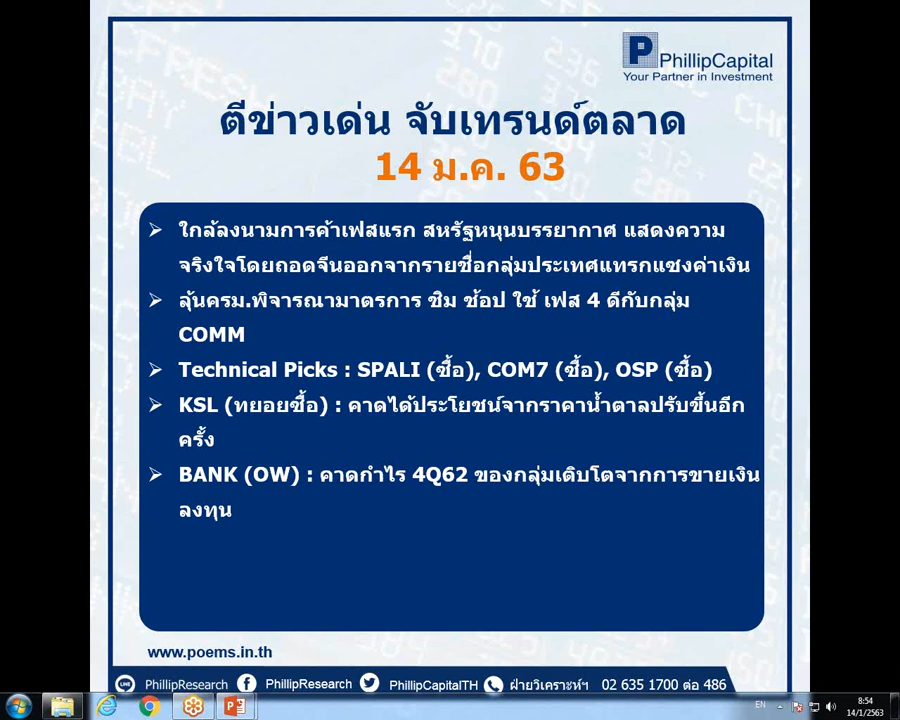 PhillipCapital
Your Partner in Investment
ตีข่าวเด่น จับเทรนด์ตลาด
14 ม.ค. 63
ใกล้ลงนามการค้าเฟสแรก สหรัฐหนุนบรรยากาศ แสดงความ
จริงใจโดยถอดจีนออกจากรายชื่อกลุ่มประเทศแทรกแซงค่าเงิน
ลุ้นครม.พิจารณามาตรการ ชิม ช้อป ใช้ เฟส 4 ดีกับกลุ่ม
COMM
Technical Picks : SPALI (ซื้อ), COM7 (ซื้อ), OSP (ซื้อ)
KSL (ทยอยซื้อ) : คาดได้ประโยชน์จากราคาน้ำตาลปรับขึ้นอีก
ครั้ง
BANK (OW) : คาดกำไร 4Q62 ของกลุ่มเติบโตจากการขายเงิน
ลงทุน
www.poems.in.th
LINE PhillipResearch f PhillipResearch PhillipCapitalTH ฝ่ายวิเคราะห์ฯ 02 635 1700 ต่อ 486
EN 8:54
14/1/2563